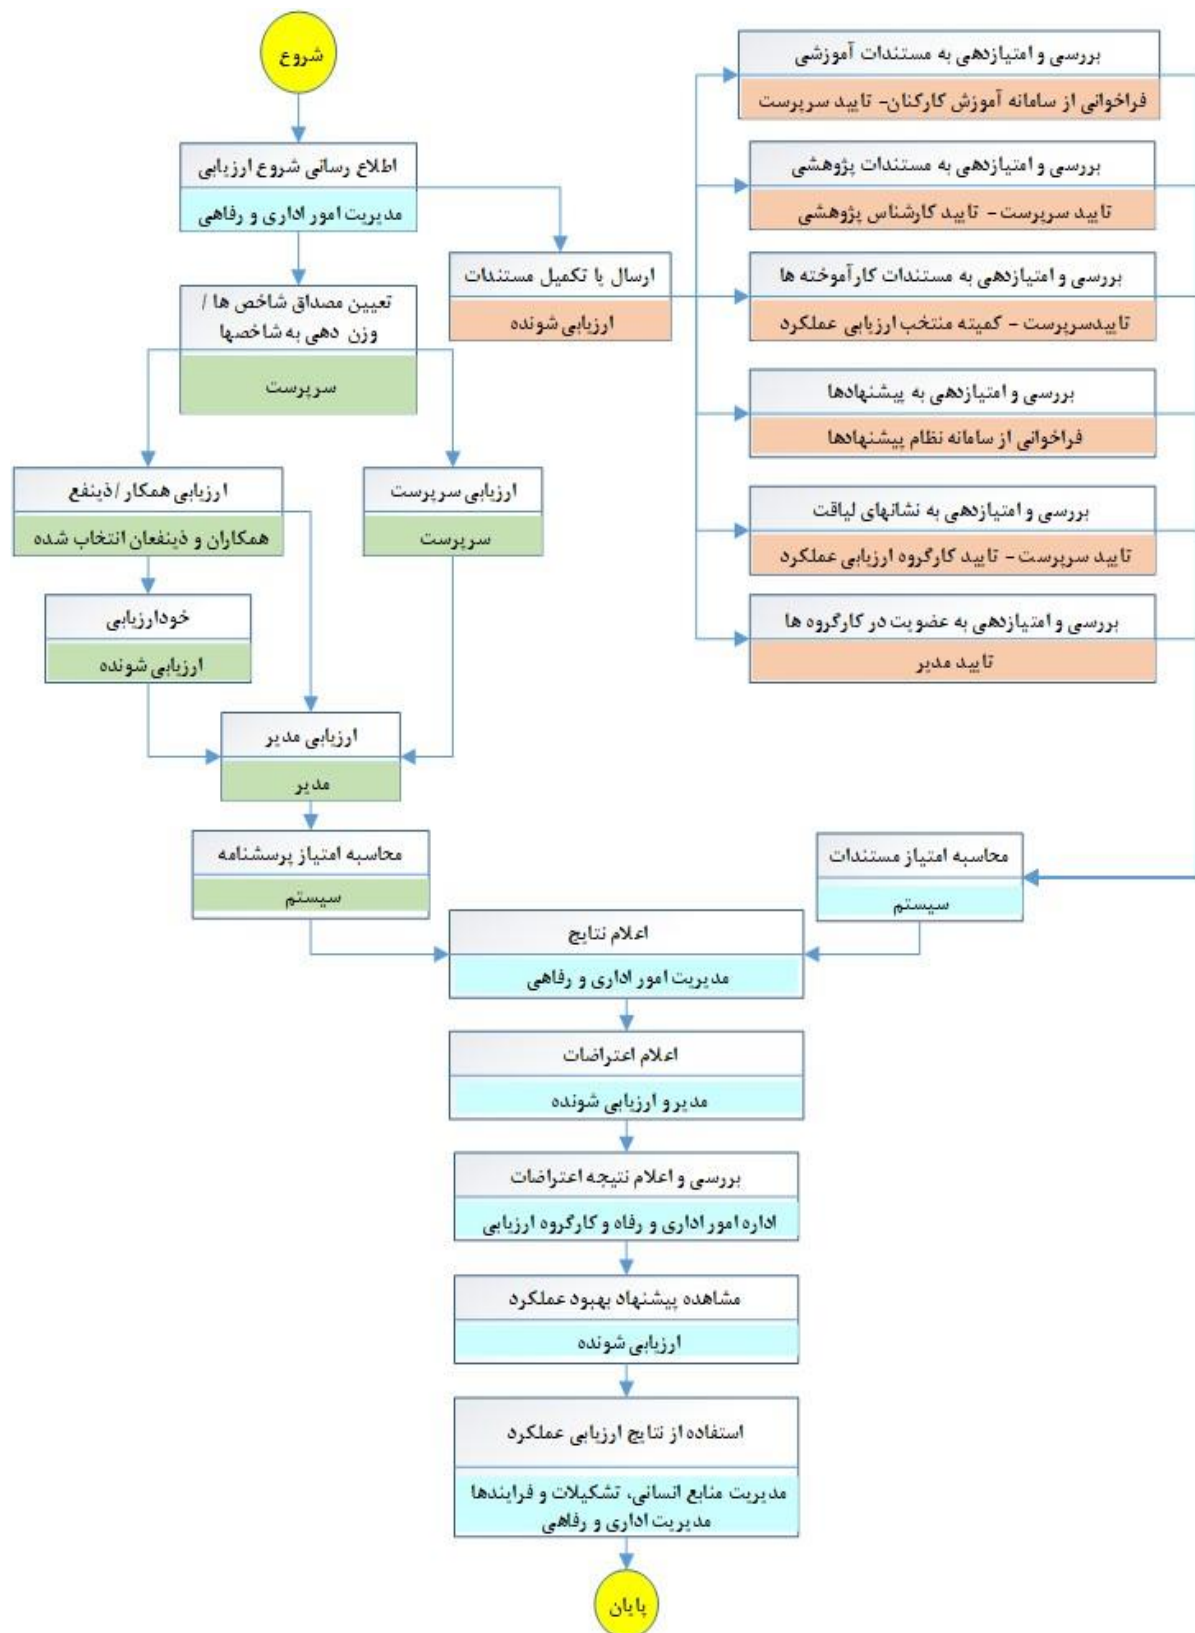 شروع
اطلاع رسانی شروع ارزیابی
مدیریت امور اداری و رفاهی
تعیین مصداق شاخص ها /
وزن دهی به شاخصها
سرپرست
ارسال یا تکمیل مستندات
ارزیابی شونده
بررسی و امتیازدهی به مستندات آموزشی
فراخوانی از سامانه آموزش کارکنان- تایید سرپرست
بررسی و امتیازدهی به مستندات پژوهشی
تایید سرپرست - تایید کارشناس پژوهشی
بررسی و امتیازدهی به مستندات کارآموخته ها
تاییدسرپرست - کمیته منتخب ارزیابی عملکرد
بررسی و امتیازدهی به پیشنهادها
فراخوانی از سامانه نظام پیشنهادها
بررسی و امتیازدهی به نشانهای لیاقت
تایید سرپرست - تایید کارگروه ارزیابی عملکرد
بررسی و امتیازدهی به عضویت در کارگروه ها
تایید مدیر
ارزیابی سرپرست
سرپرست
ارزیابی همکار /ذینفع
همکاران و ذینفعان انتخاب شده
خودارزیابی
ارزیابی شونده
ارزیابی مدیر
مدیر
محاسبه امتیاز پرسشنامه
سیستم
محاسبه امتیاز مستندات
سیستم
اعلام نتایج
مدیریت امور اداری و رفاهی
اعلام اعتراضات
مدیر و ارزیابی شونده
بررسی و اعلام نتیجه اعتراضات
اداره امور اداری و رفاه و کارگروه ارزیابی
مشاهده پیشنهاد بهبود عملکرد
ارزیابی شونده
استفاده از نتایج ارزیابی عملکرد
مدیریت منابع انسانی، تشکیلات و فرایندها
مدیریت اداری و رفاهی
پایان